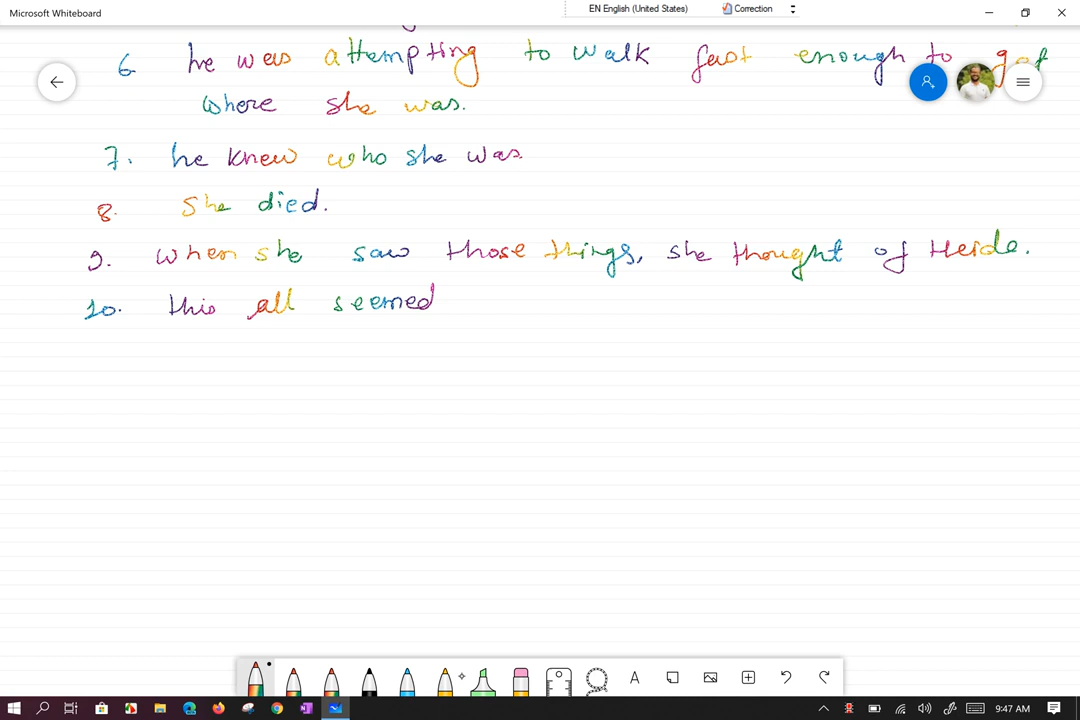 Microsoft Whiteboard
EN English (United States) Correction
6 he was attempting to walk fast enough to get
where she was.
7. he knew who she was.
8. She died.
9. when she saw those things, she thought of Heide.
10. this all seemed
A
9:47 AM